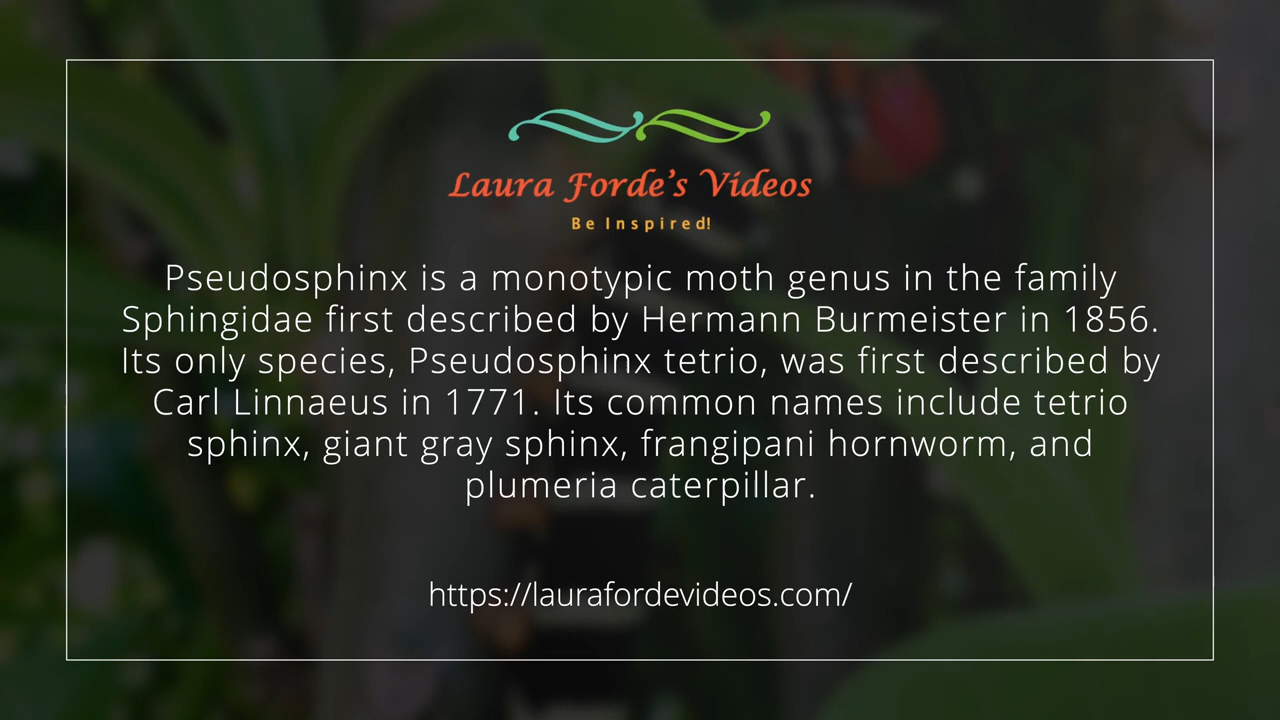 Laura Forde's Videos
Be Inspired!
Pseudosphinx is a monotypic moth genus in the family
Sphingidae first described by Hermann Burmeister in 1856.
Its only species, Pseudosphinx tetrio, was first described by
Carl Linnaeus in 1771. Its common names include tetrio
sphinx, giant gray sphinx, frangipani hornworm, and
plumeria caterpillar.
https://laurafordevideos.com/